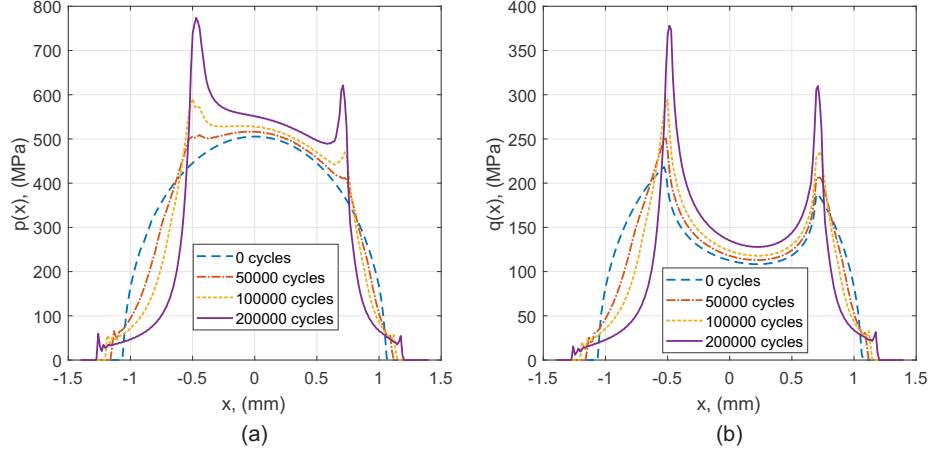 800
700
600
500
400
300
200
100
0
p(x), (MPa)
0 cycles
50000 cycles
100000 cycles
200000 cycles
-1.5 -1 -0.5 0 0.5 1 1.5
x, (mm)
(a)
400
350
300
250
200
150
100
50
0
q(x), (MPa)
0 cycles
50000 cycles
100000 cycles
200000 cycles
-1.5 -1 -0.5 0 0.5 1 1.5
x, (mm)
(b)